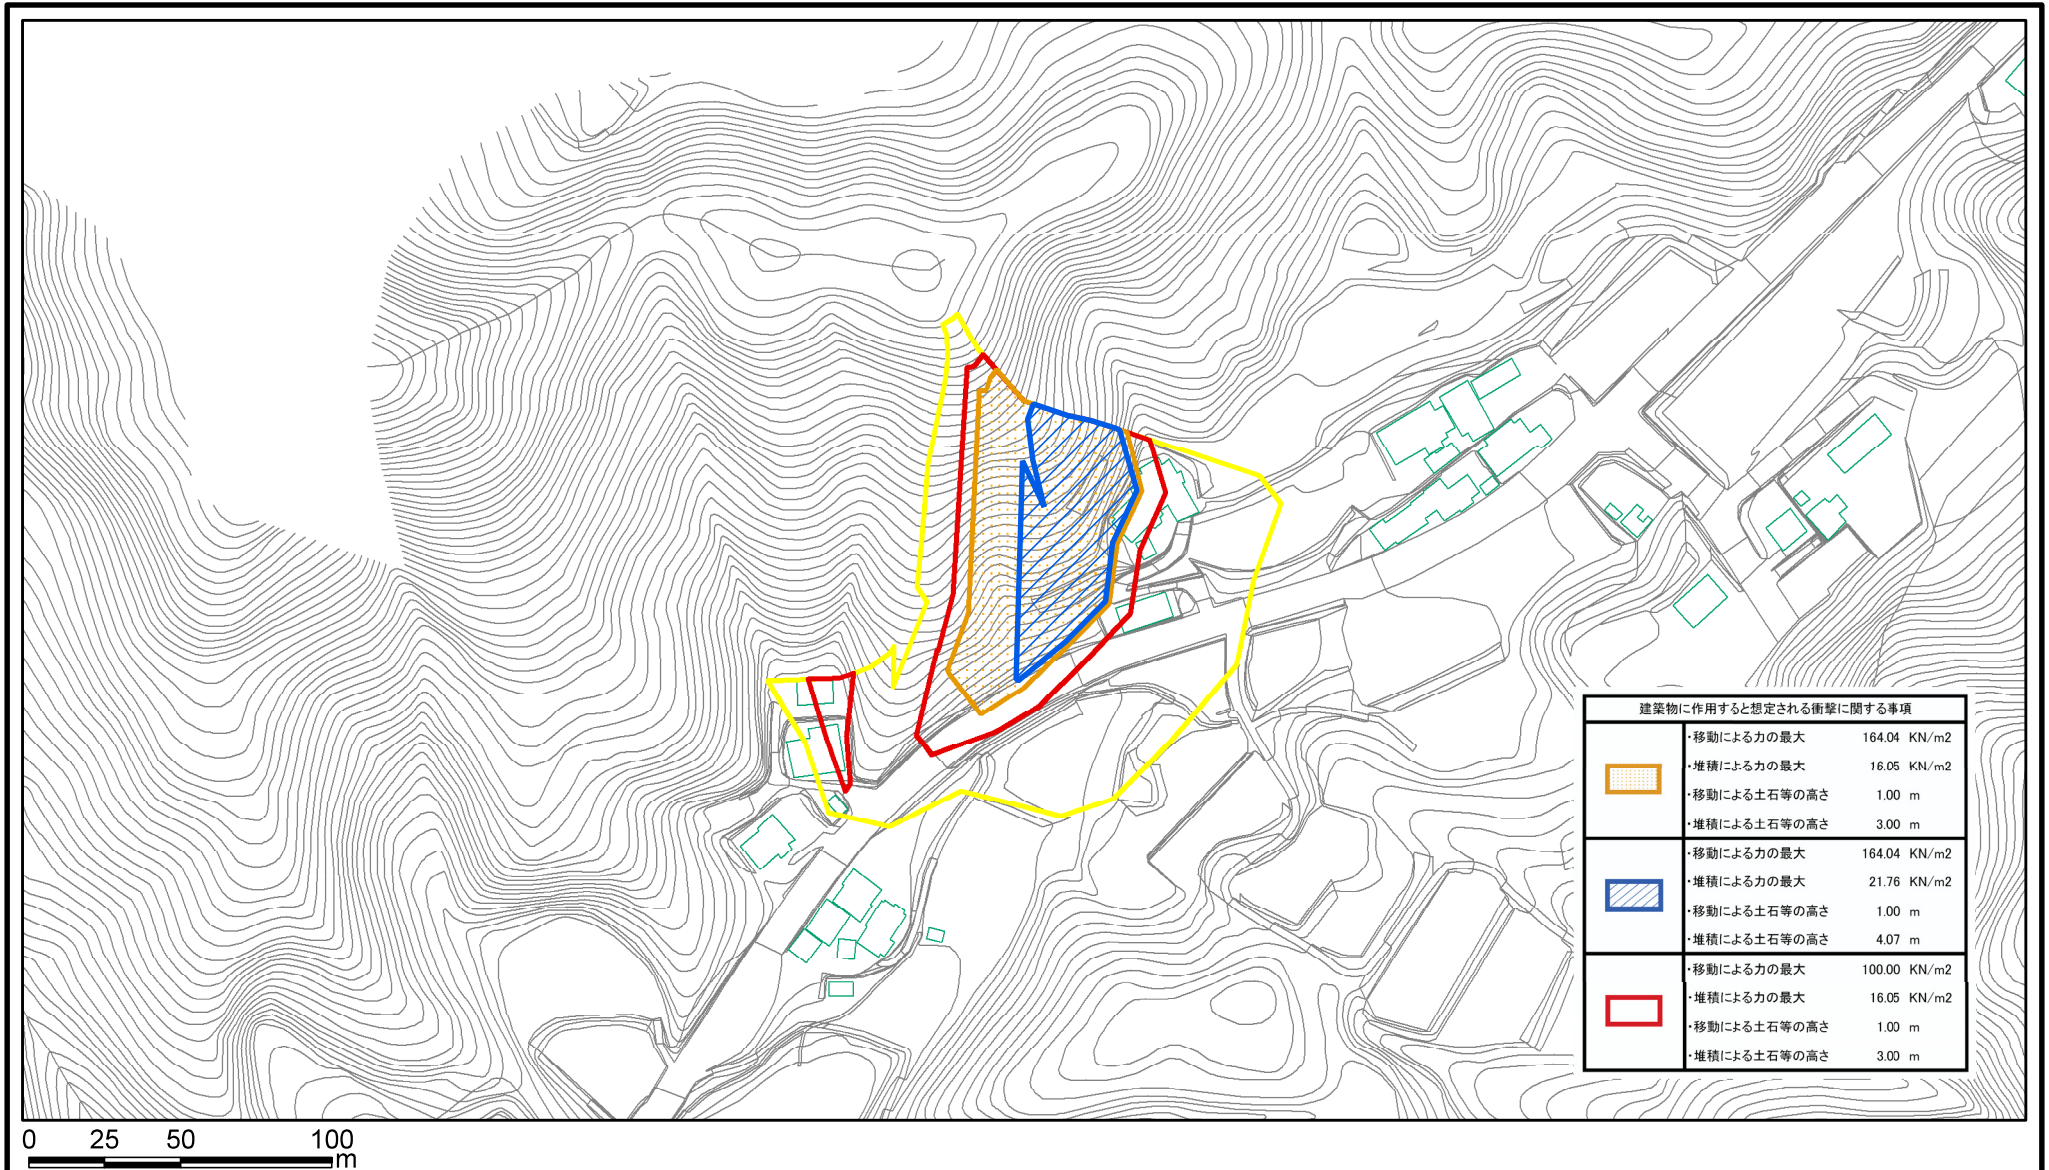 建築物に作用すると想定される衝撃に関する事項
・移動による力の最大 164.04 KN/m2
・堆積による力の最大 16.05 KN/m2
・移動による土石等の高さ 1.00 m
・堆積による土石等の高さ 3.00 m
・移動による力の最大 164.04 KN/m2
・堆積による力の最大 21.76 KN/m2
・移動による土石等の高さ 1.00 m
・堆積による土石等の高さ 4.07 m
・移動による力の最大 100.00 KN/m2
・堆積による力の最大 16.05 KN/m2
・移動による土石等の高さ 1.00 m
・堆積による土石等の高さ 3.00 m
0 25 50 100
m